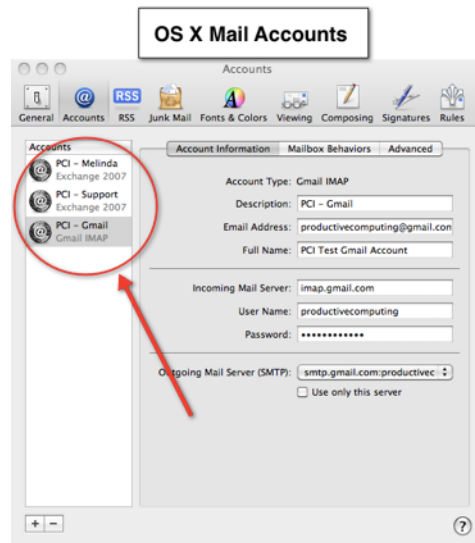 OS X Mail Accounts
Accounts
General Accounts RSS Junk Mail Fonts & Colors Viewing Composing Signatures Rules
RSS
Accounts
PCI - Melinda
Exchange 2007
PCI - Support
Exchange 2007
PCI - Gmail
Gmail IMAP
Account Information Mailbox Behaviors Advanced
Account Type: Gmail IMAP
Description: PCI - Gmail
Email Address: productivecomputing@gmail.com
Full Name: PCI Test Gmail Account
Incoming Mail Server: imap.gmail.com
User Name: productivecomputing
Password: ••••••••••••
Outgoing Mail Server (SMTP): smtp.gmail.com:productivec
Use only this server
+ - ?